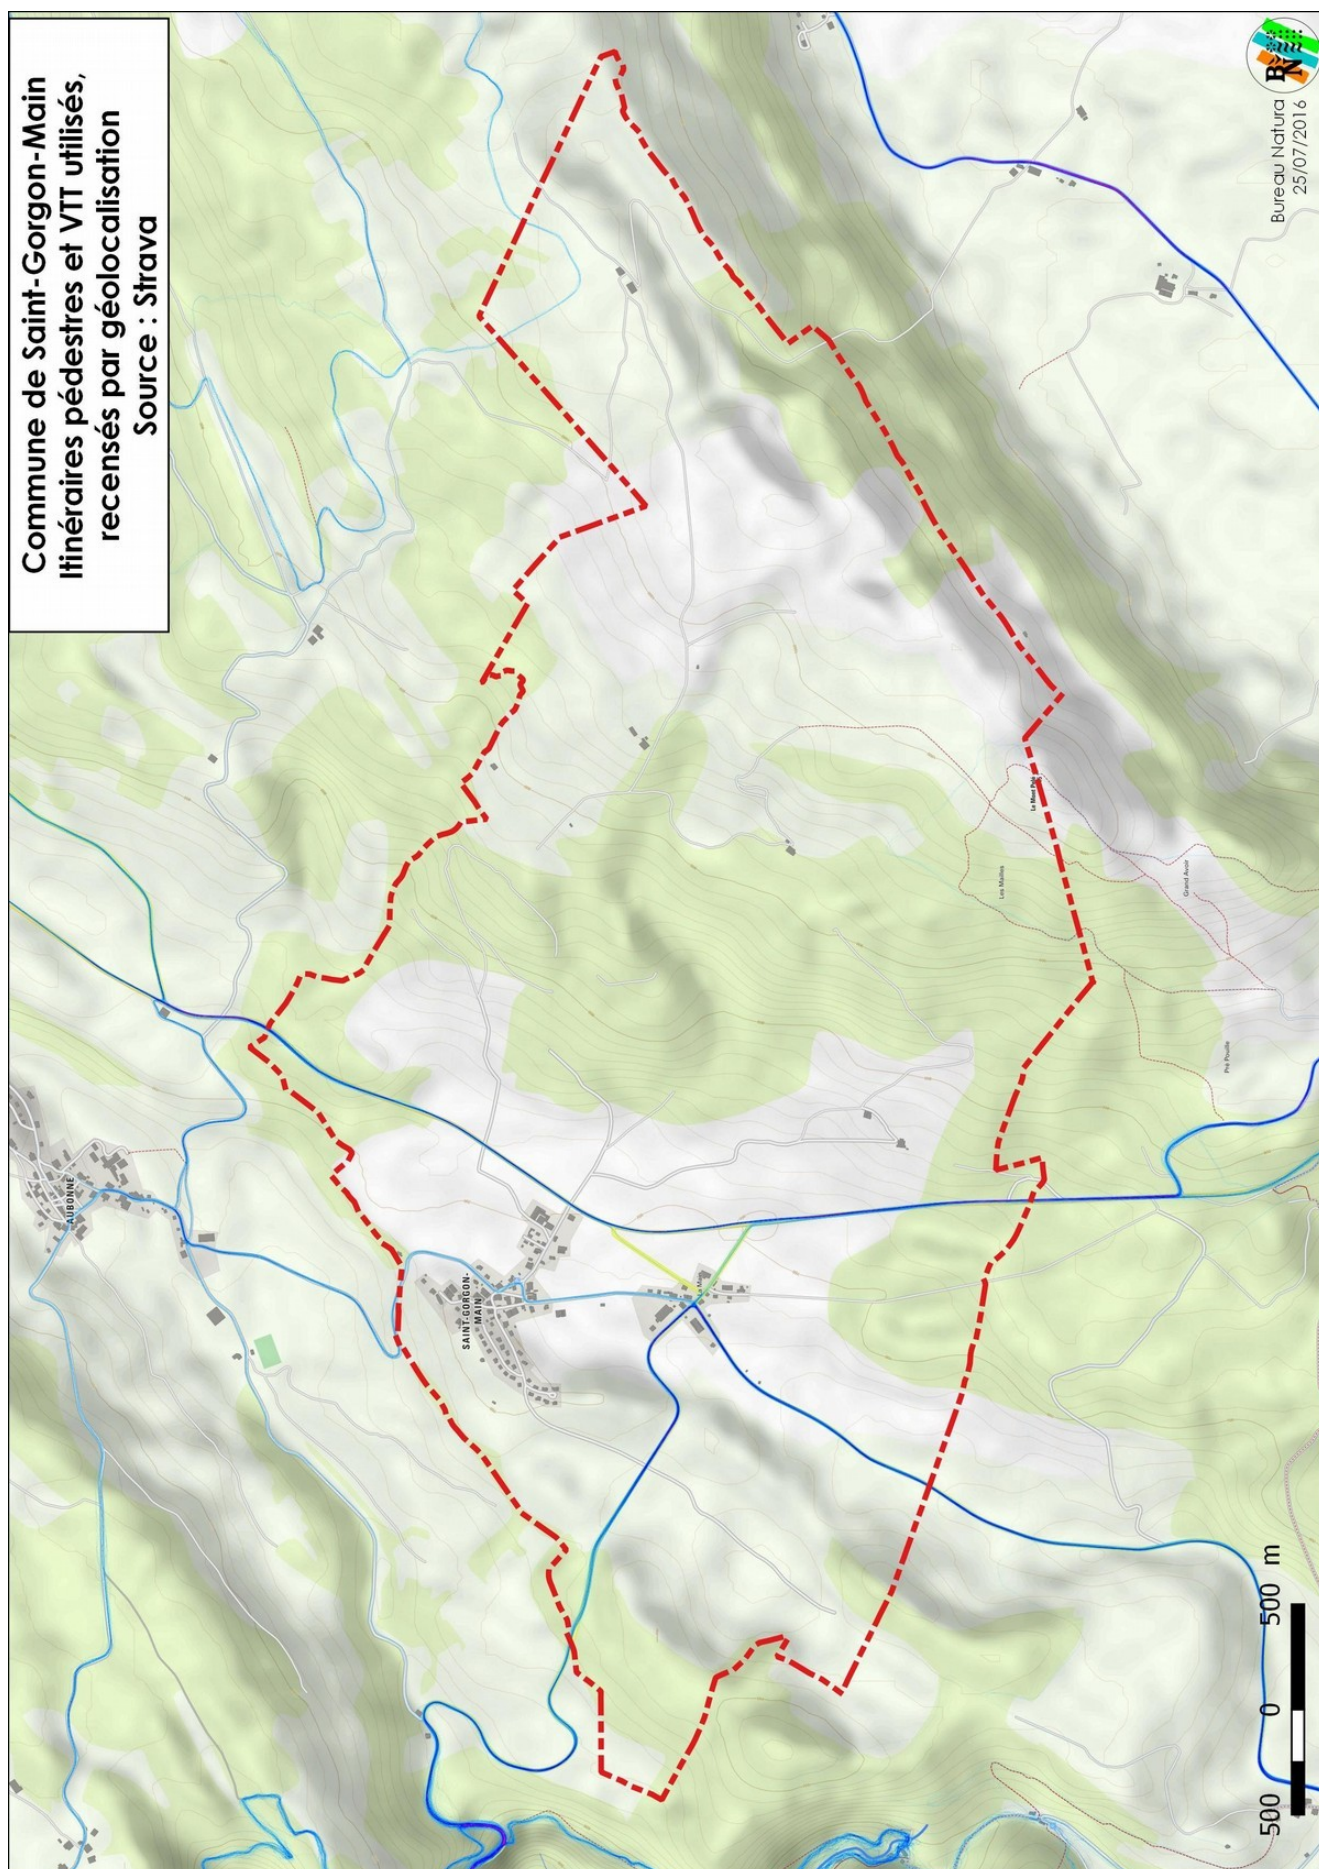 Commune de Saint-Gorgon-Main
Itinéraires pédestres et VTT utilisés,
recensés par géolocalisation
Source : Strava
AUBONNE
SAINT-GORGON-
MAIN
Les Mailles
Le Mont Pelé
Grand Avoir
Pré Pouille
BN
Bureau Natura
25/07/2016
500 0 500 m